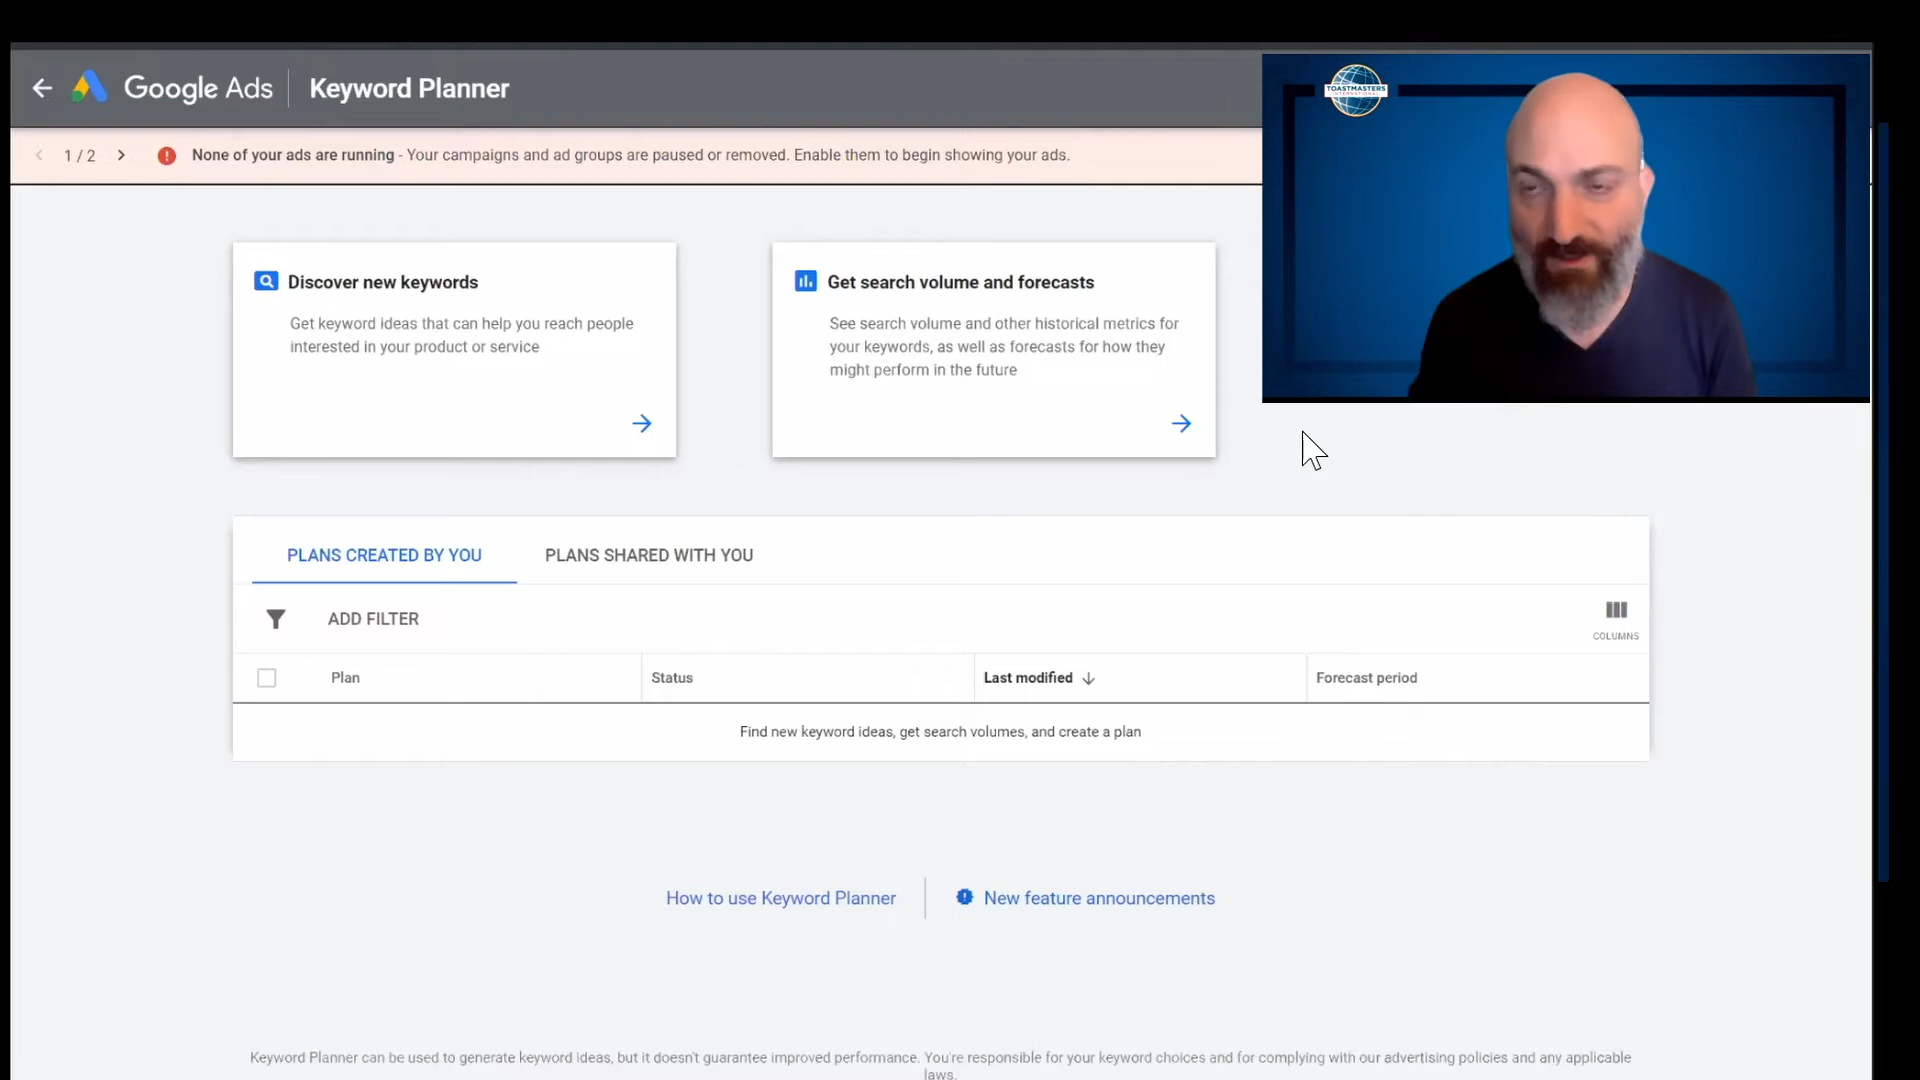 Google Ads
Keyword Planner
TOASTMASTERS
INTERNATIONAL
1 / 2
None of your ads are running - Your campaigns and ad groups are paused or removed. Enable them to begin showing your ads.
Discover new keywords
Get keyword ideas that can help you reach people
interested in your product or service
Get search volume and forecasts
See search volume and other historical metrics for
your keywords, as well as forecasts for how they
might perform in the future
PLANS CREATED BY YOU
PLANS SHARED WITH YOU
ADD FILTER
COLUMNS
Plan
Status
Last modified
Forecast period
Find new keyword ideas, get search volumes, and create a plan
How to use Keyword Planner
New feature announcements
Keyword Planner can be used to generate keyword ideas, but it doesn't guarantee improved performance. You're responsible for your keyword choices and for complying with our advertising policies and any applicable
laws.